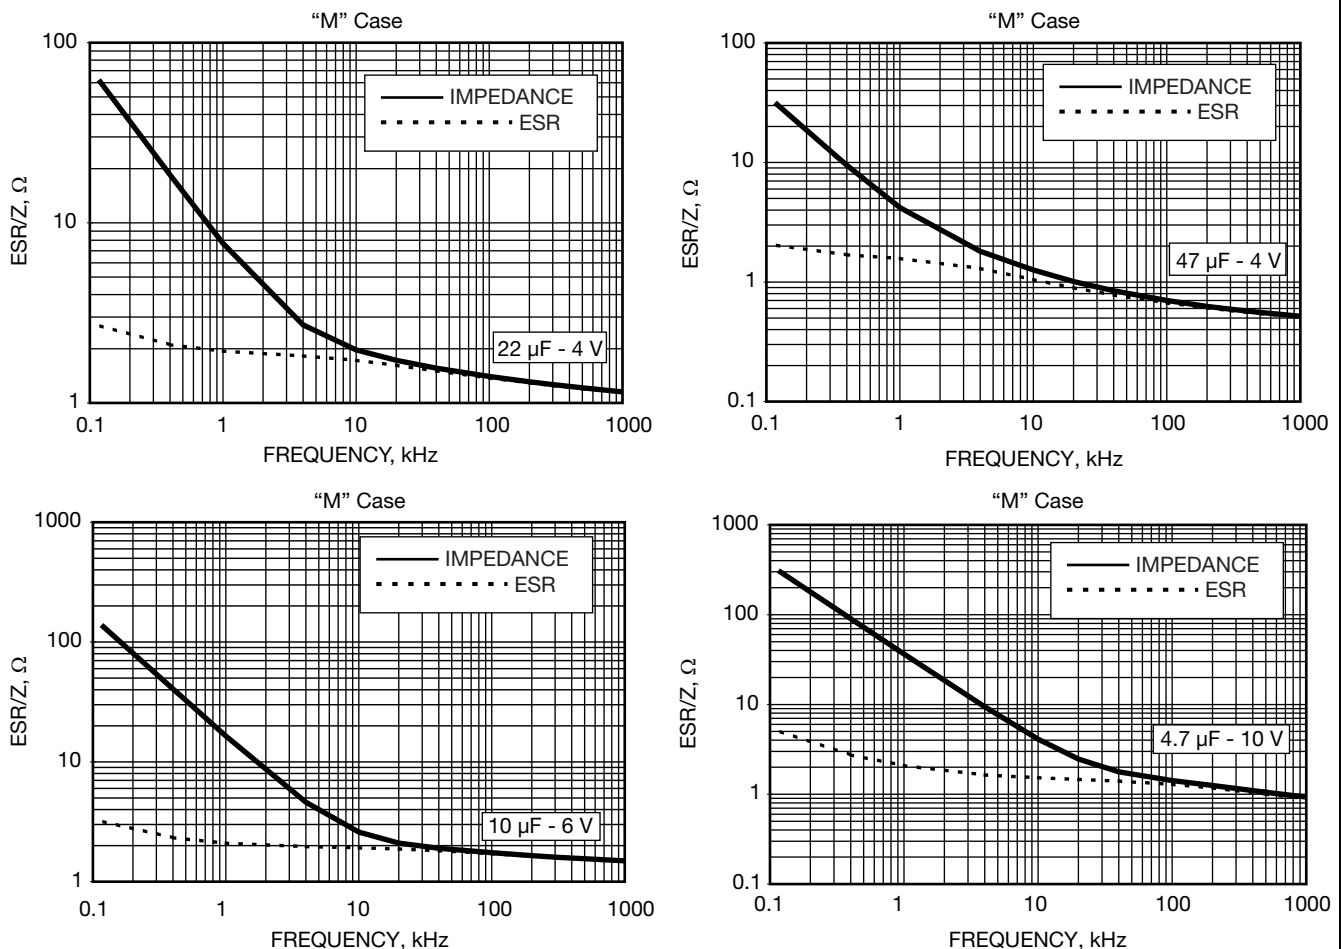 “M” Case
100
10
1
ESR/Z, Ω
IMPEDANCE
ESR
22 µF - 4 V
0.1 1 10 100 1000
FREQUENCY, kHz
“M” Case
100
10
1
0.1
ESR/Z, Ω
IMPEDANCE
ESR
47 µF - 4 V
0.1 1 10 100 1000
FREQUENCY, kHz
“M” Case
1000
100
10
1
ESR/Z, Ω
IMPEDANCE
ESR
10 µF - 6 V
0.1 1 10 100 1000
FREQUENCY, kHz
“M” Case
1000
100
10
1
0.1
ESR/Z, Ω
IMPEDANCE
ESR
4.7 µF - 10 V
0.1 1 10 100 1000
FREQUENCY, kHz